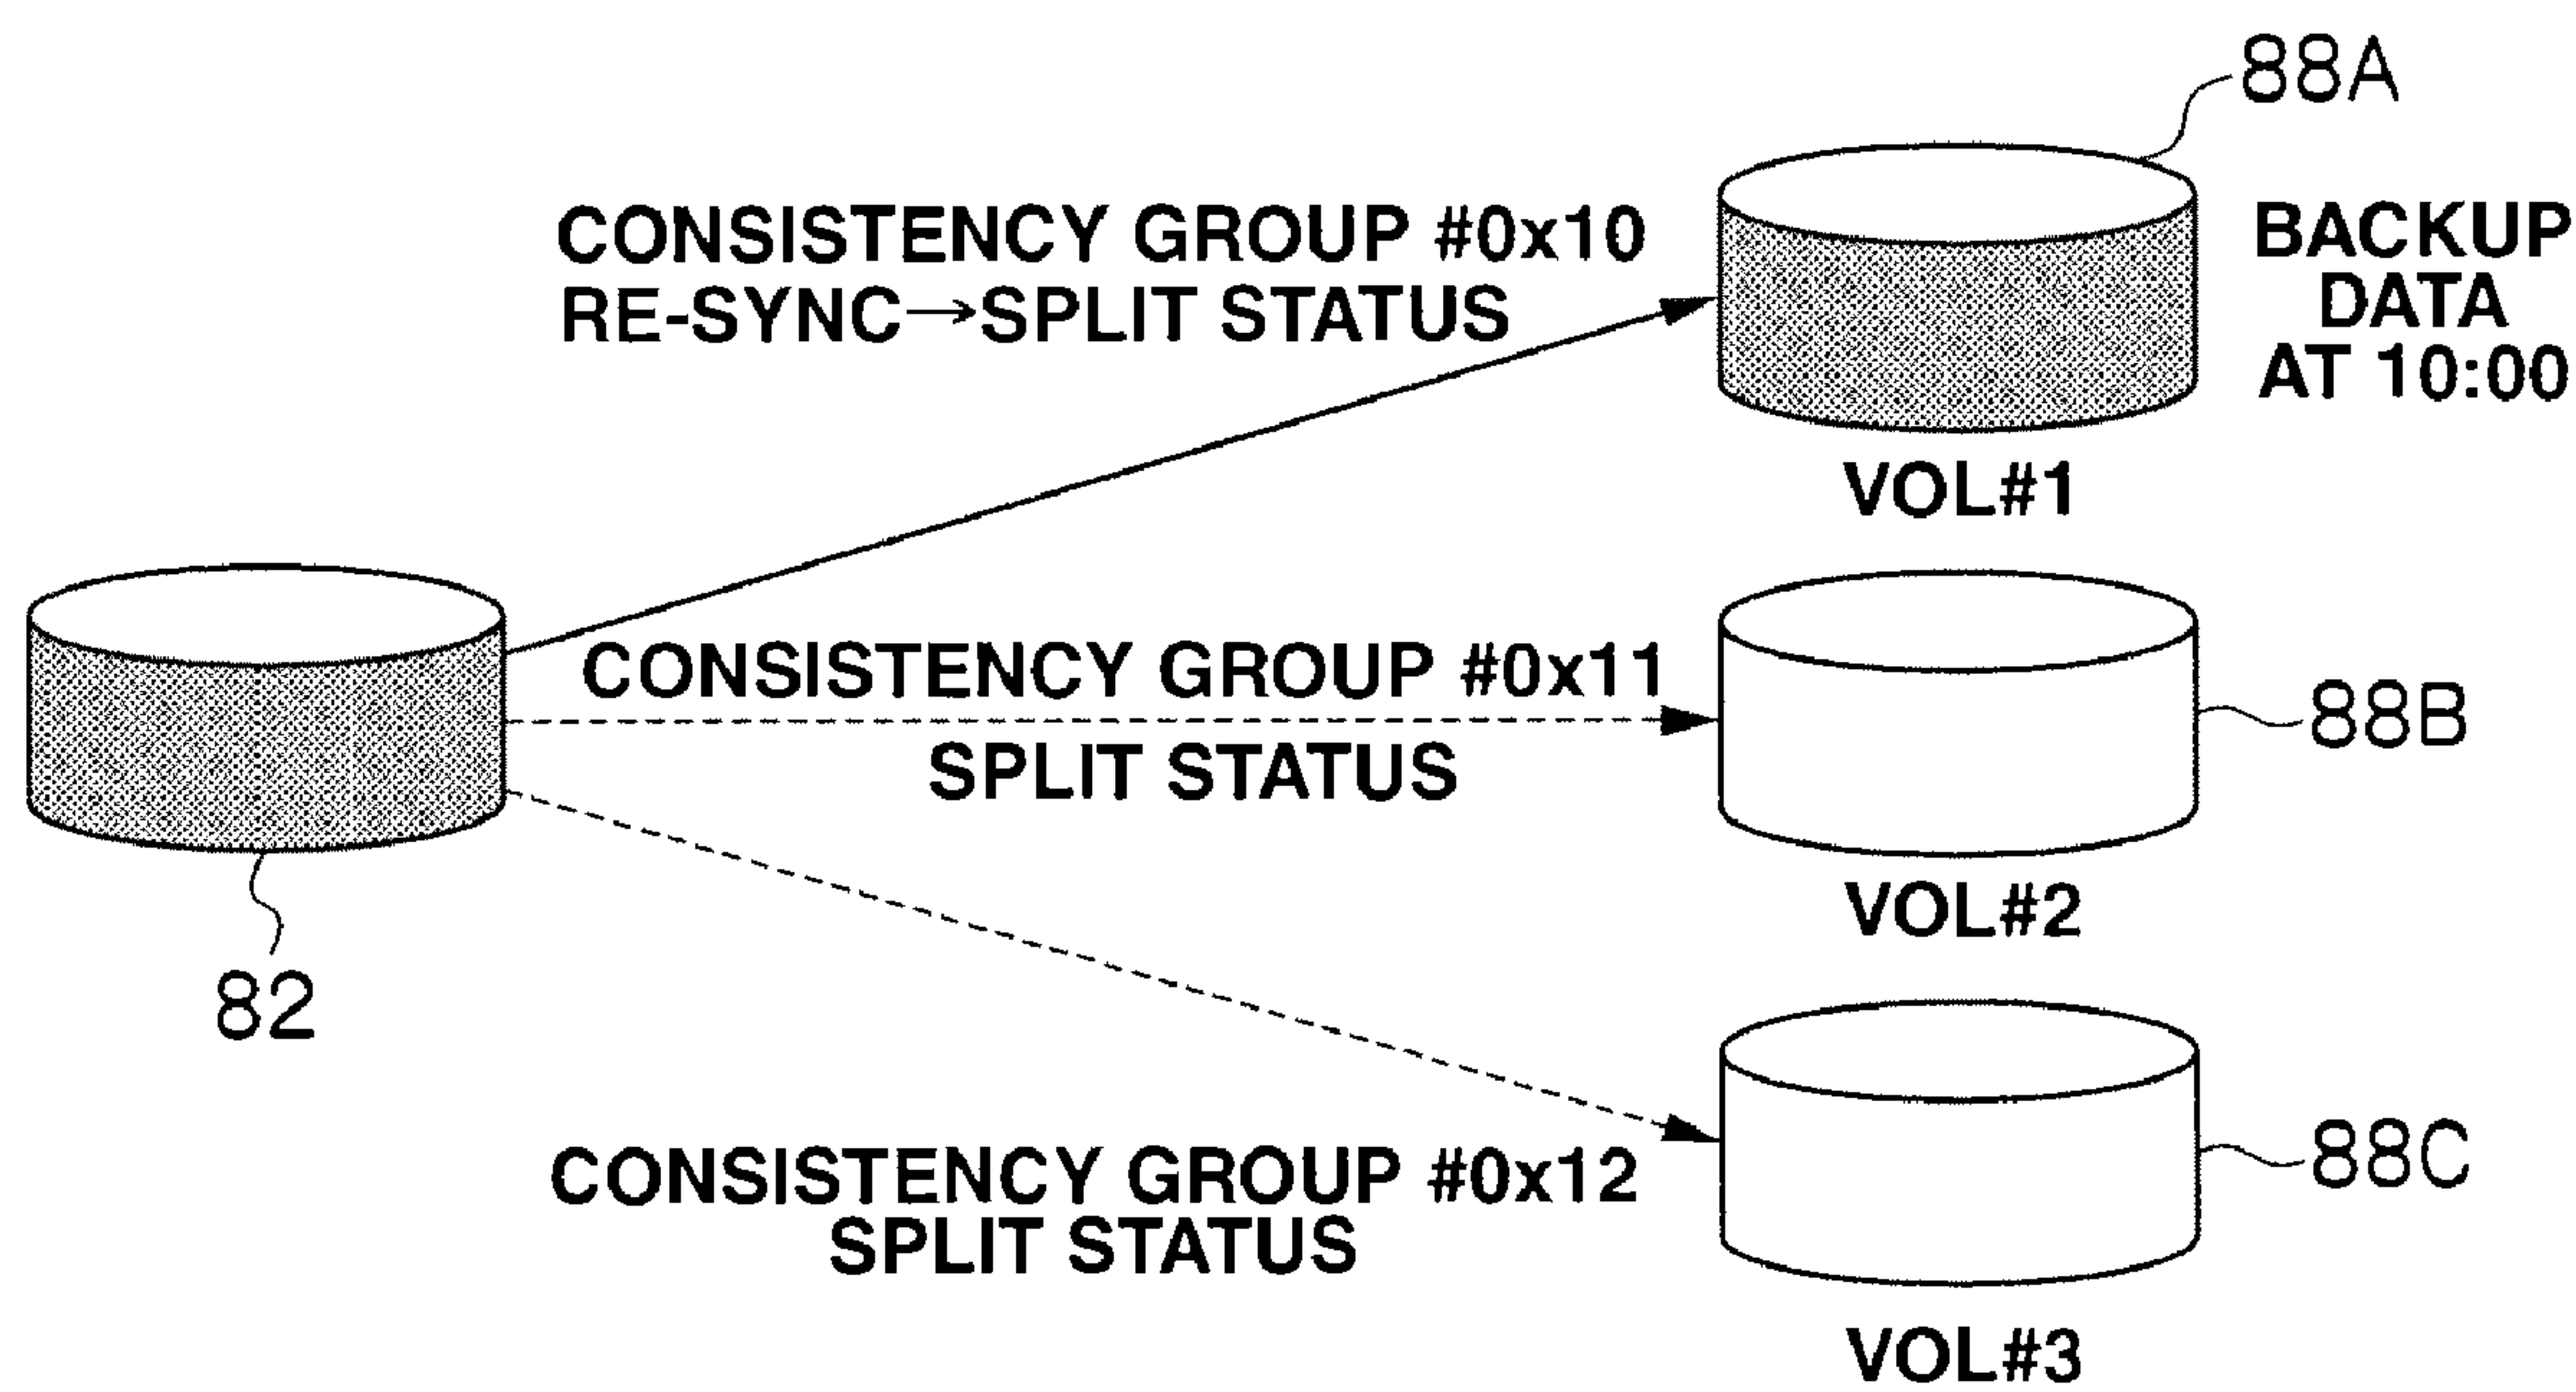 88A
CONSISTENCY GROUP #0x10
RE-SYNC→SPLIT STATUS
BACKUP
DATA
AT 10:00
VOL#1
CONSISTENCY GROUP #0x11
SPLIT STATUS
88B
VOL#2
82
CONSISTENCY GROUP #0x12
SPLIT STATUS
88C
VOL#3